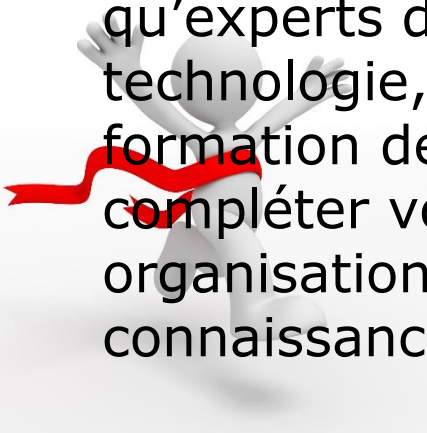 qu’experts d
technologie,
formation de
compléter v
organisation
connaissanc